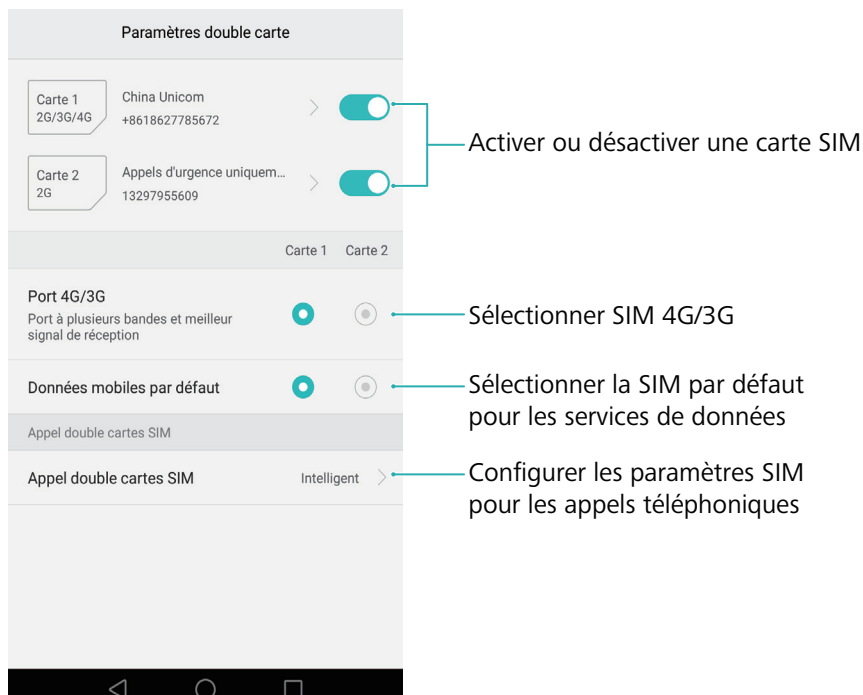 Paramètres double carte
Carte 1
2G/3G/4G
China Unicom
+8618627785672
Carte 2
2G
Appels d'urgence uniquem...
13297955609
Activer ou désactiver une carte SIM
Carte 1 Carte 2
Port 4G/3G
Port à plusieurs bandes et meilleur
signal de réception
Sélectionner SIM 4G/3G
Données mobiles par défaut
Sélectionner la SIM par défaut
pour les services de données
Appel double cartes SIM
Appel double cartes SIM
Intelligent
Configurer les paramètres SIM
pour les appels téléphoniques